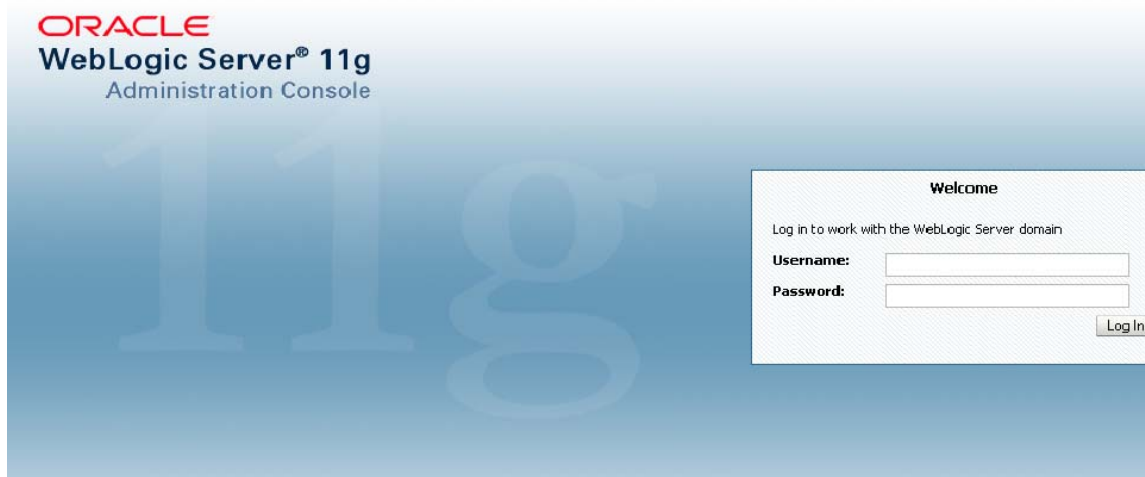 ORACLE
WebLogic Server® 11g
Administration Console
11g
Welcome
Log in to work with the WebLogic Server domain
Username:
Password:
Log In